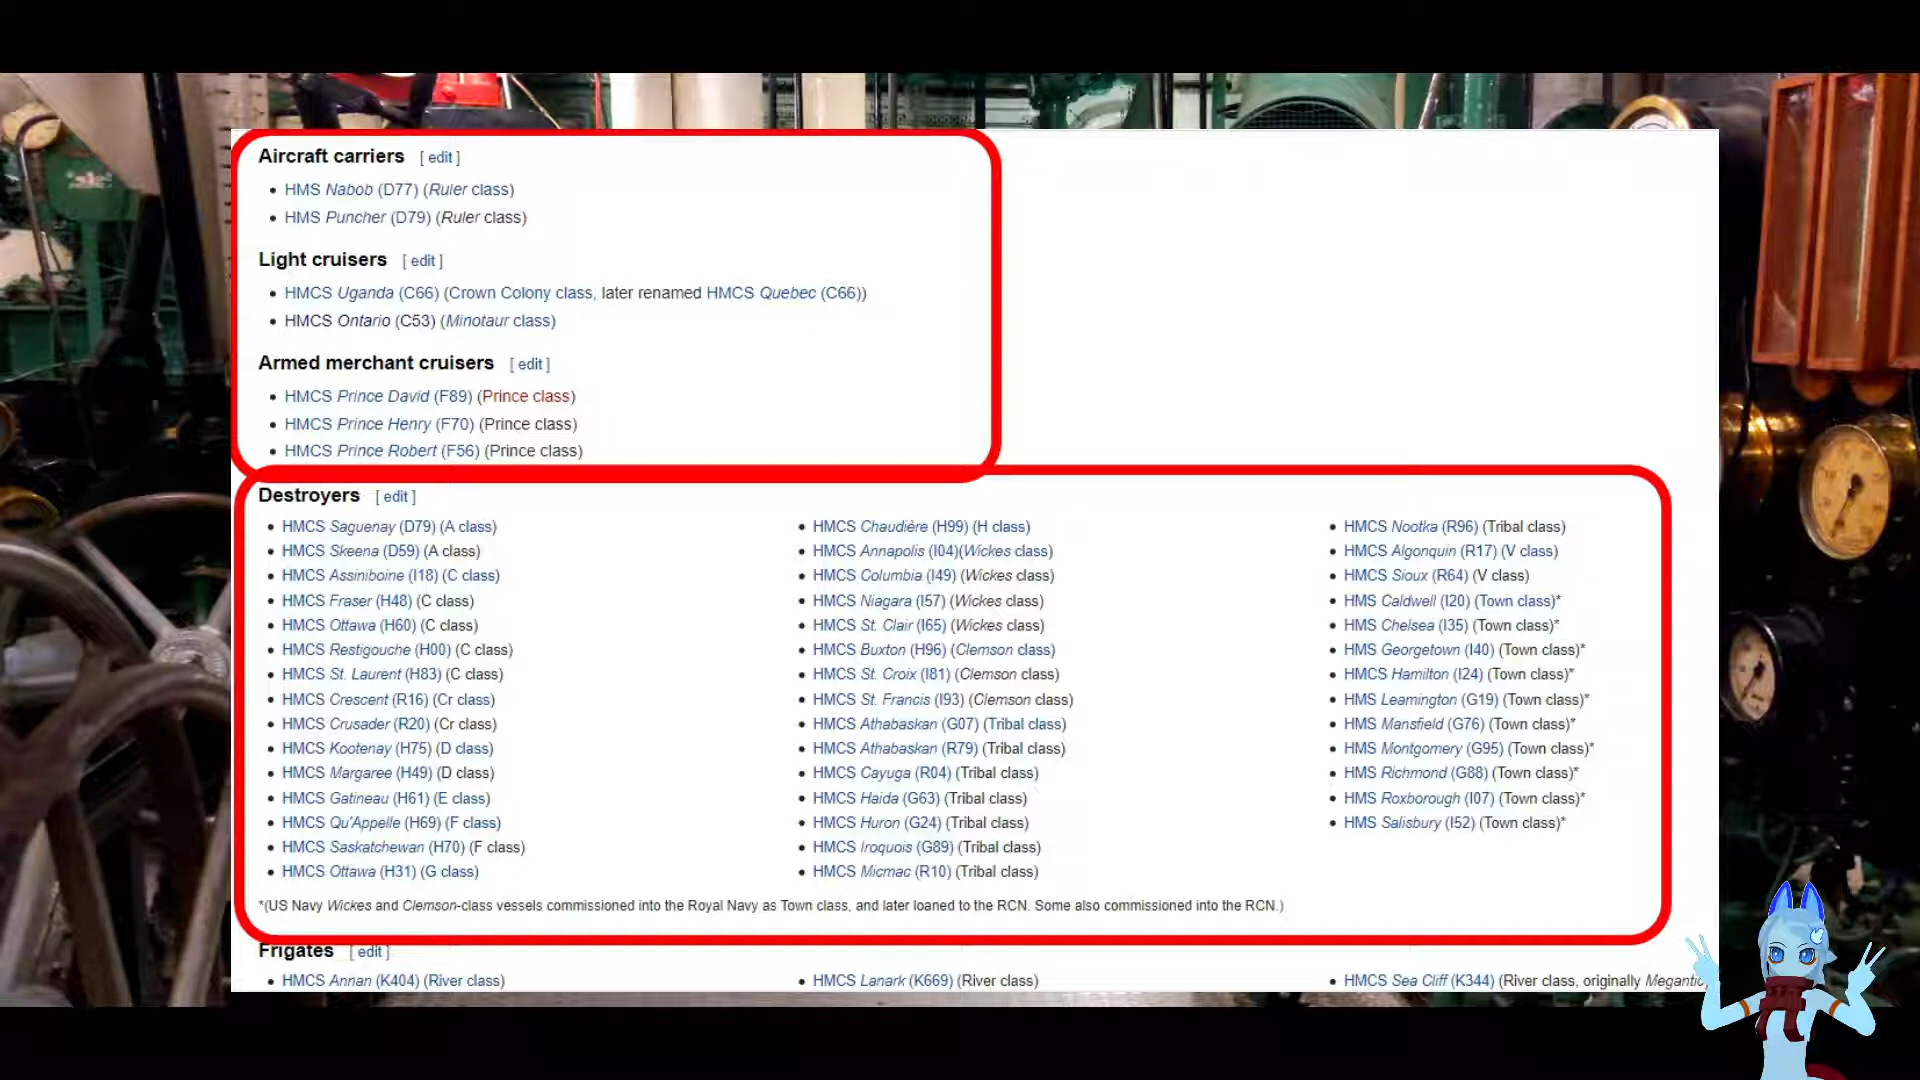 Aircraft carriers [ edit ]
• HMS Nabob (D77) (Ruler class)
• HMS Puncher (D79) (Ruler class)
Light cruisers [ edit ]
• HMCS Uganda (C66) (Crown Colony class, later renamed HMCS Quebec (C66))
• HMCS Ontario (C53) (Minotaur class)
Armed merchant cruisers [ edit ]
• HMCS Prince David (F89) (Prince class)
• HMCS Prince Henry (F70) (Prince class)
• HMCS Prince Robert (F56) (Prince class)
Destroyers [ edit ]
• HMCS Saguenay (D79) (A class)
• HMCS Skeena (D59) (A class)
• HMCS Assiniboine (I18) (C class)
• HMCS Fraser (H48) (C class)
• HMCS Ottawa (H60) (C class)
• HMCS Restigouche (H00) (C class)
• HMCS St. Laurent (H83) (C class)
• HMCS Crescent (R16) (Cr class)
• HMCS Crusader (R20) (Cr class)
• HMCS Kootenay (H75) (D class)
• HMCS Margaree (H49) (D class)
• HMCS Gatineau (H61) (E class)
• HMCS Qu'Appelle (H69) (F class)
• HMCS Saskatchewan (H70) (F class)
• HMCS Ottawa (H31) (G class)
• HMCS Chaudière (H99) (H class)
• HMCS Annapolis (I04)(Wickes class)
• HMCS Columbia (I49) (Wickes class)
• HMCS Niagara (I57) (Wickes class)
• HMCS St. Clair (I65) (Wickes class)
• HMCS Buxton (H96) (Clemson class)
• HMCS St. Croix (I81) (Clemson class)
• HMCS St. Francis (I93) (Clemson class)
• HMCS Athabaskan (G07) (Tribal class)
• HMCS Athabaskan (R79) (Tribal class)
• HMCS Cayuga (R04) (Tribal class)
• HMCS Haida (G63) (Tribal class)
• HMCS Huron (G24) (Tribal class)
• HMCS Iroquois (G89) (Tribal class)
• HMCS Micmac (R10) (Tribal class)
• HMCS Nootka (R96) (Tribal class)
• HMCS Algonquin (R17) (V class)
• HMCS Sioux (R64) (V class)
• HMS Caldwell (I20) (Town class)*
• HMS Chelsea (I35) (Town class)*
• HMS Georgetown (I40) (Town class)*
• HMCS Hamilton (I24) (Town class)*
• HMS Leamington (G19) (Town class)*
• HMS Mansfield (G76) (Town class)*
• HMS Montgomery (G95) (Town class)*
• HMS Richmond (G88) (Town class)*
• HMS Roxborough (I07) (Town class)*
• HMS Salisbury (I52) (Town class)*
*(US Navy Wickes and Clemson-class vessels commissioned into the Royal Navy as Town class, and later loaned to the RCN. Some also commissioned into the RCN.)
Frigates [ edit ]
• HMCS Annan (K404) (River class)
• HMCS Lanark (K669) (River class)
• HMCS Sea Cliff (K344) (River class, originally Megantic